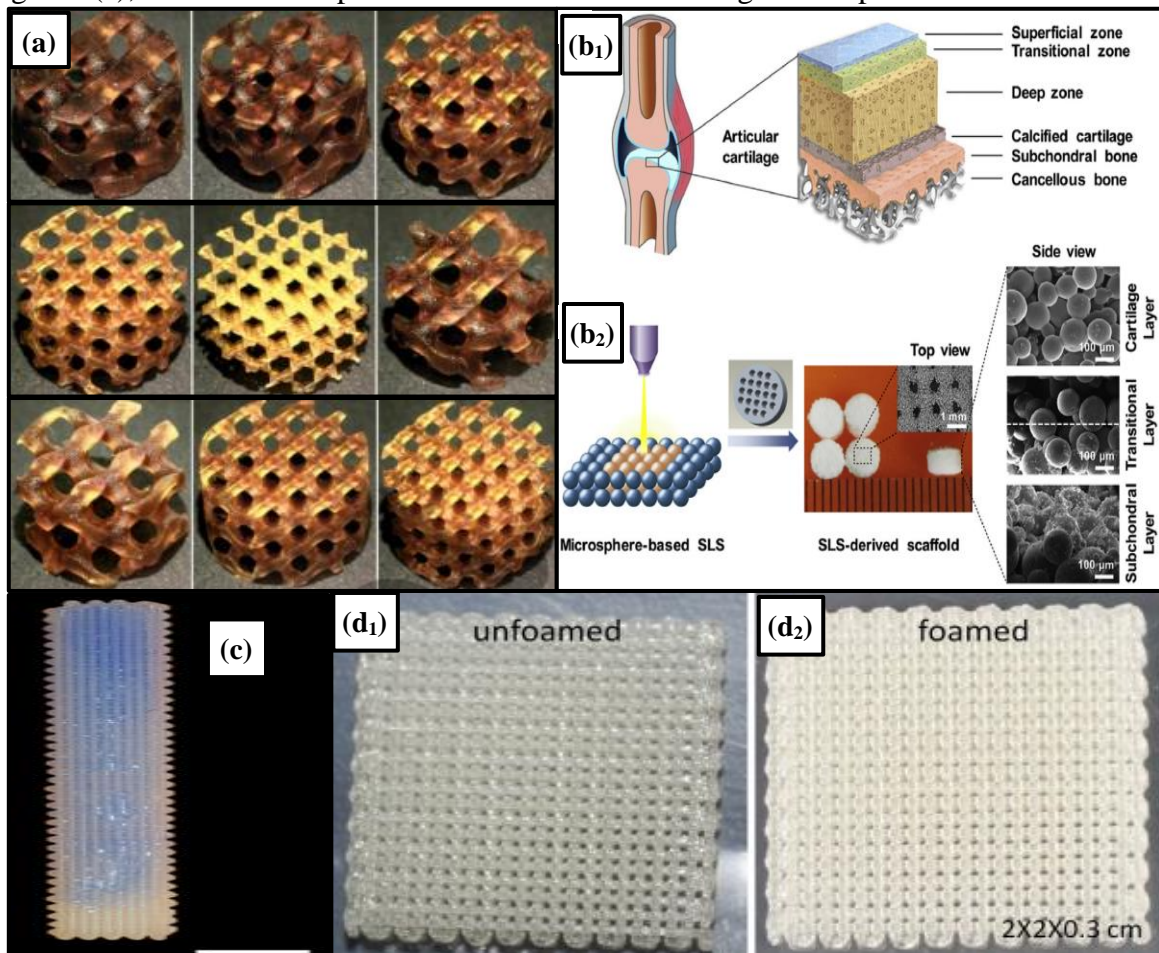 (a)
(b1)
Articular
cartilage
Superficial zone
Transitional zone
Deep zone
Calcified cartilage
Subchondral bone
Cancellous bone
(b2)
Microsphere-based SLS
Top view
1 mm
SLS-derived scaffold
Side view
100 µm
Cartilage
Layer
100 µm
Transitional
Layer
100 µm
Subchondral
Layer
(c)
(d1)
unfoamed
(d2)
foamed
2X2X0.3 cm